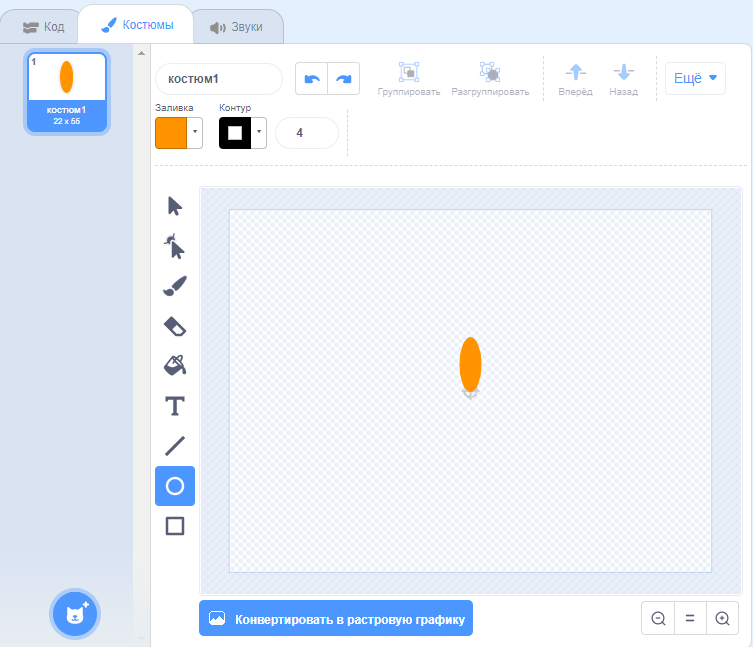 Код
Костюмы
Звуки
1
костюм1
22 x 55
костюм1
Группировать
Разгруппировать
Вперёд
Назад
Ещё
Заливка
Контур
4
T
Конвертировать в растровую графику